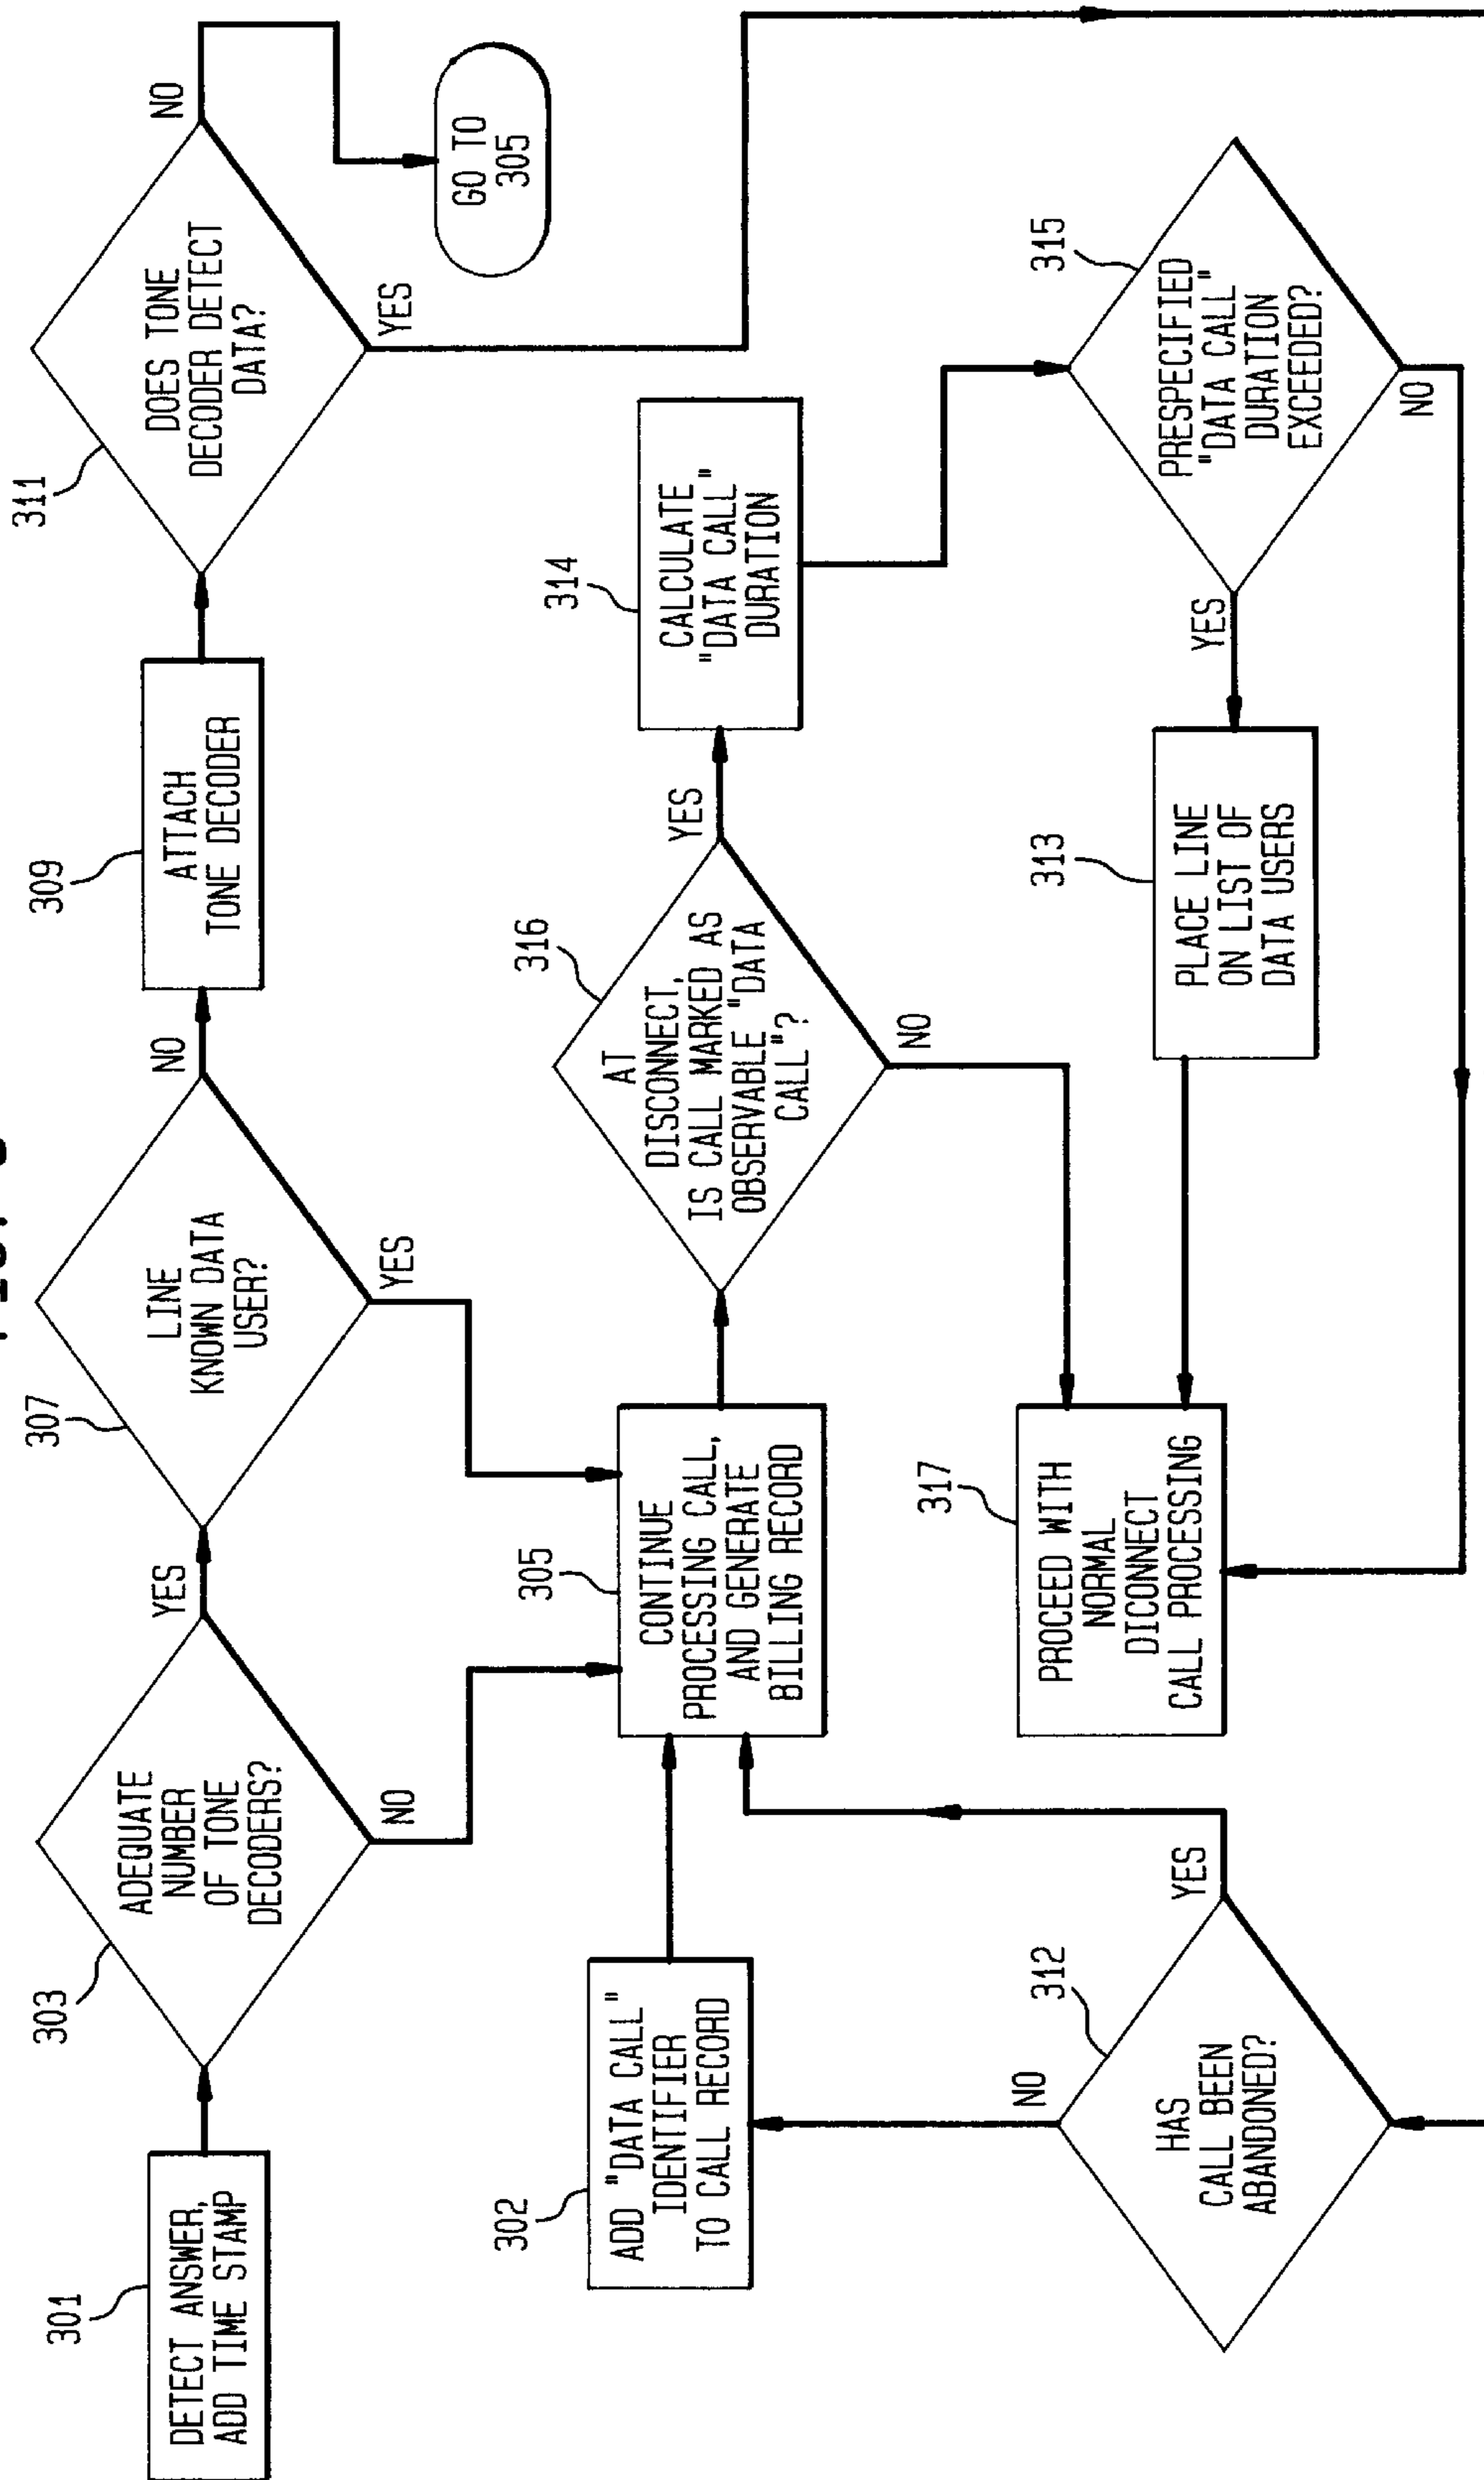 301
DETECT ANSWER,
ADD TIME STAMP
303
ADEQUATE
NUMBER
OF TONE
DECODERS?
YES
NO
307
LINE
KNOWN DATA
USER?
NO
YES
309
ATTACH
TONE DECODER
311
DOES TONE
DECODER DETECT
DATA?
NO
YES
GO TO
305
302
ADD "DATA CALL"
IDENTIFIER
TO CALL RECORD
305
CONTINUE
PROCESSING CALL,
AND GENERATE
BILLING RECORD
316
AT
DISCONNECT,
IS CALL MARKED AS
OBSERVABLE "DATA
CALL"?
YES
NO
314
CALCULATE
"DATA CALL"
DURATION
312
HAS
CALL BEEN
ABANDONED?
NO
YES
317
PROCEED WITH
NORMAL
DICONNECT
CALL PROCESSING
313
PLACE LINE
ON LIST OF
DATA USERS
315
PRESPECIFIED
"DATA CALL"
DURATION
EXCEEDED?
YES
NO